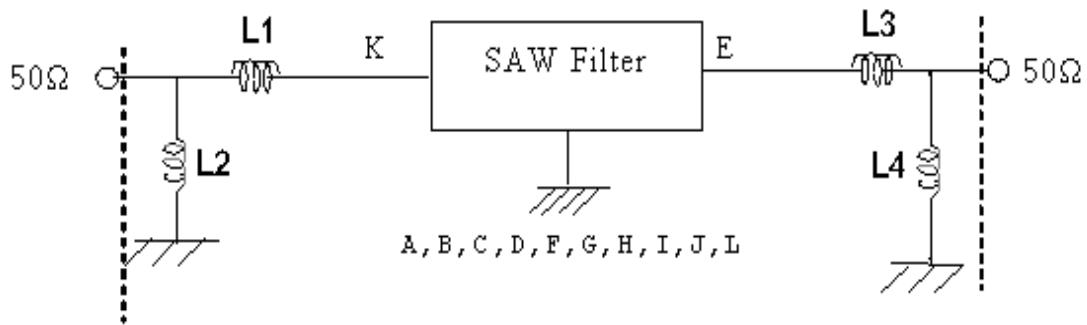 L1
L3
K
SAW Filter
E
50Ω
50Ω
L2
L4
A, B, C, D, F, G, H, I, J, L